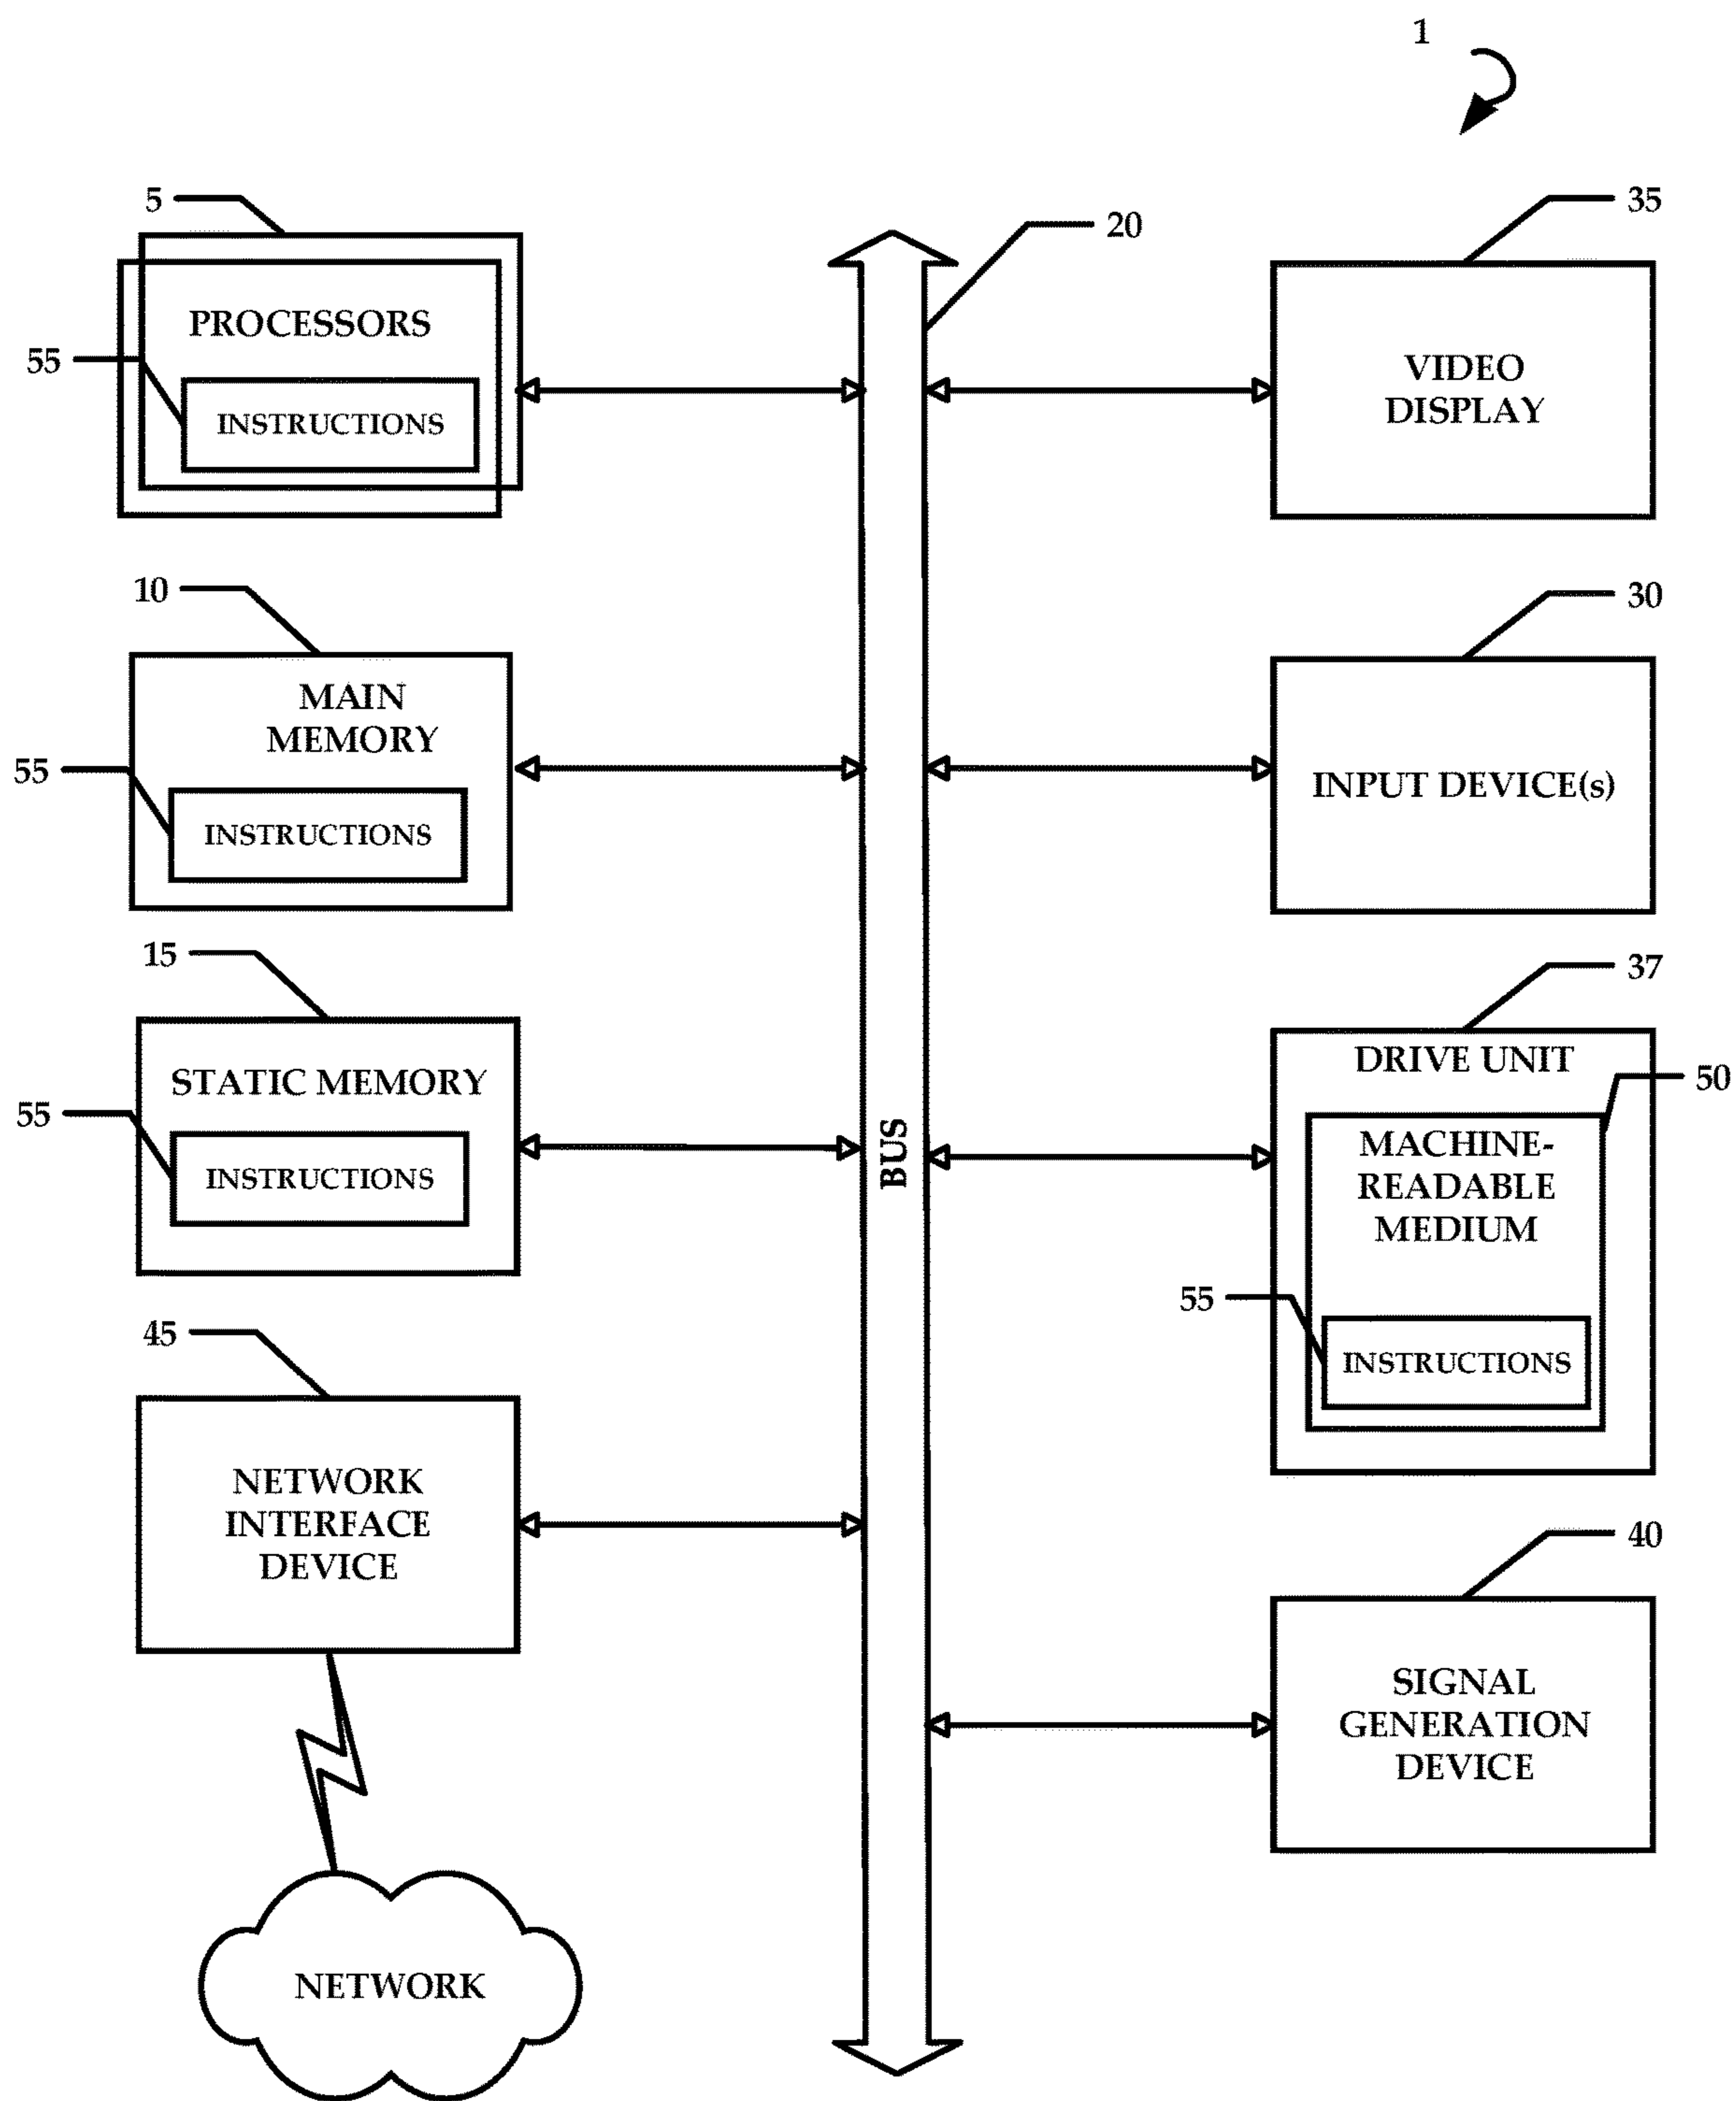 1
5
PROCESSORS
55
INSTRUCTIONS
10
MAIN
MEMORY
55
INSTRUCTIONS
15
STATIC MEMORY
55
INSTRUCTIONS
45
NETWORK
INTERFACE
DEVICE
NETWORK
20
BUS
35
VIDEO
DISPLAY
30
INPUT DEVICE(s)
37
DRIVE UNIT
50
MACHINE-
READABLE
MEDIUM
55
INSTRUCTIONS
40
SIGNAL
GENERATION
DEVICE